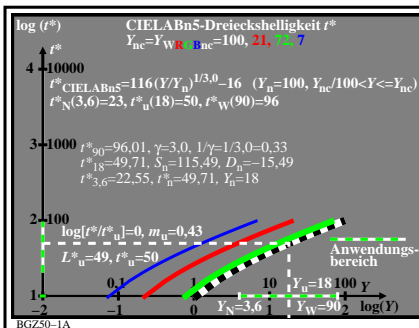 log (t*)
CIELABn5-Dreieckshelligkeit t*
t*
Ync=YWRGBnc=100, 21, 72, 7
4 10000
t*CIELABn5=116(Y/Yn)1/3,0−16 (Yn=100, Ync/100<Y<=Ync)
t*N(3,6)=23, t*u(18)=50, t*W(90)=96
3 1000
t*90=96,01, γ=3,0, 1/γ=1/3,0=0,33
t*18=49,71, Sn=115,49, Dn=−15,49
t*3,6=22,55, t*n=49,71, Yn=18
2 100
log[t*/t*u]=0, mu=0,43
Anwendungs-
bereich
L*u=49, t*u=50
Yu=18
1
0.1 1 YN=3,6 YW=90 100 Y
−2 −1 0 1 2 log(Y)
BGZ50-1A